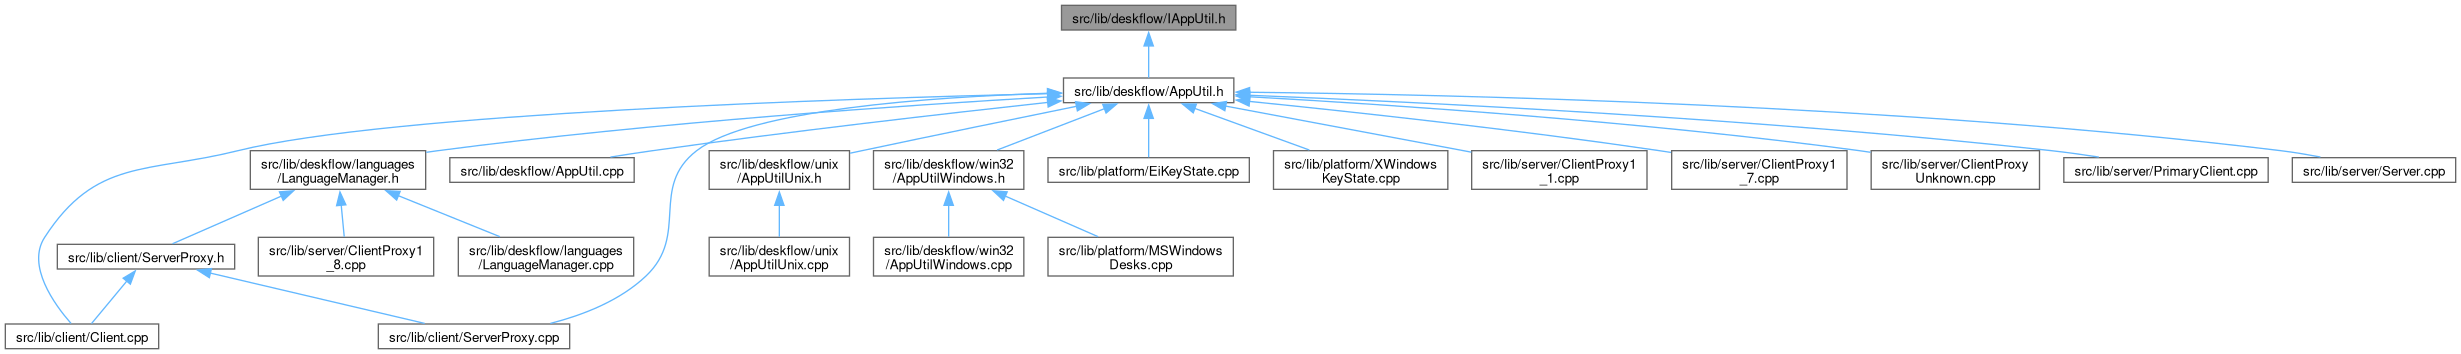 src/lib/deskflow/IAppUtil.h
src/lib/deskflow/AppUtil.h
src/lib/deskflow/languages
/LanguageManager.h
src/lib/deskflow/AppUtil.cpp
src/lib/deskflow/unix
/AppUtilUnix.h
src/lib/deskflow/win32
/AppUtilWindows.h
src/lib/platform/EiKeyState.cpp
src/lib/platform/XWindows
KeyState.cpp
src/lib/server/ClientProxy1
_1.cpp
src/lib/server/ClientProxy1
_7.cpp
src/lib/server/ClientProxy
Unknown.cpp
src/lib/server/PrimaryClient.cpp
src/lib/server/Server.cpp
src/lib/client/ServerProxy.h
src/lib/server/ClientProxy1
_8.cpp
src/lib/deskflow/languages
/LanguageManager.cpp
src/lib/deskflow/unix
/AppUtilUnix.cpp
src/lib/deskflow/win32
/AppUtilWindows.cpp
src/lib/platform/MSWindows
Desks.cpp
src/lib/client/Client.cpp
src/lib/client/ServerProxy.cpp